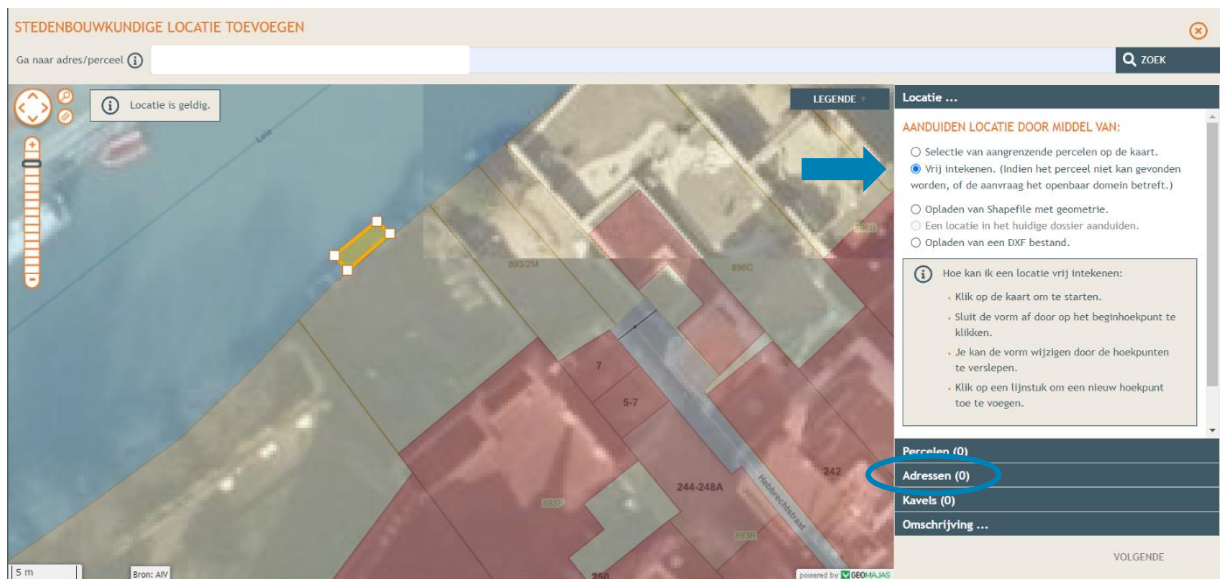 STEDENBOUWKUNDIGE LOCATIE TOEVOEGEN
Ga naar adres/perceel
ZOEK
Locatie is geldig.
LEGENDE
Leie
893/2M
896C
7
5-7
244-248A
242
Hebbrechtstraat
893P
893R
250
5 m
Bron: AIV
powered by GEOMAJAS
Locatie ...
AANDUIDEN LOCATIE DOOR MIDDEL VAN:
Selectie van aangrenzende percelen op de kaart.
Vrij intekenen. (Indien het perceel niet kan gevonden
worden, of de aanvraag het openbaar domein betreft.)
Opladen van Shapefile met geometrie.
Een locatie in het huidige dossier aanduiden.
Opladen van een DXF bestand.
Hoe kan ik een locatie vrij intekenen:
Klik op de kaart om te starten.
Sluit de vorm af door op het beginhoekpunt te
klikken.
Je kan de vorm wijzigen door de hoekpunten
te verslepen.
Klik op een lijnstuk om een nieuw hoekpunt
toe te voegen.
Percelen (0)
Adressen (0)
Kavels (0)
Omschrijving ...
VOLGENDE